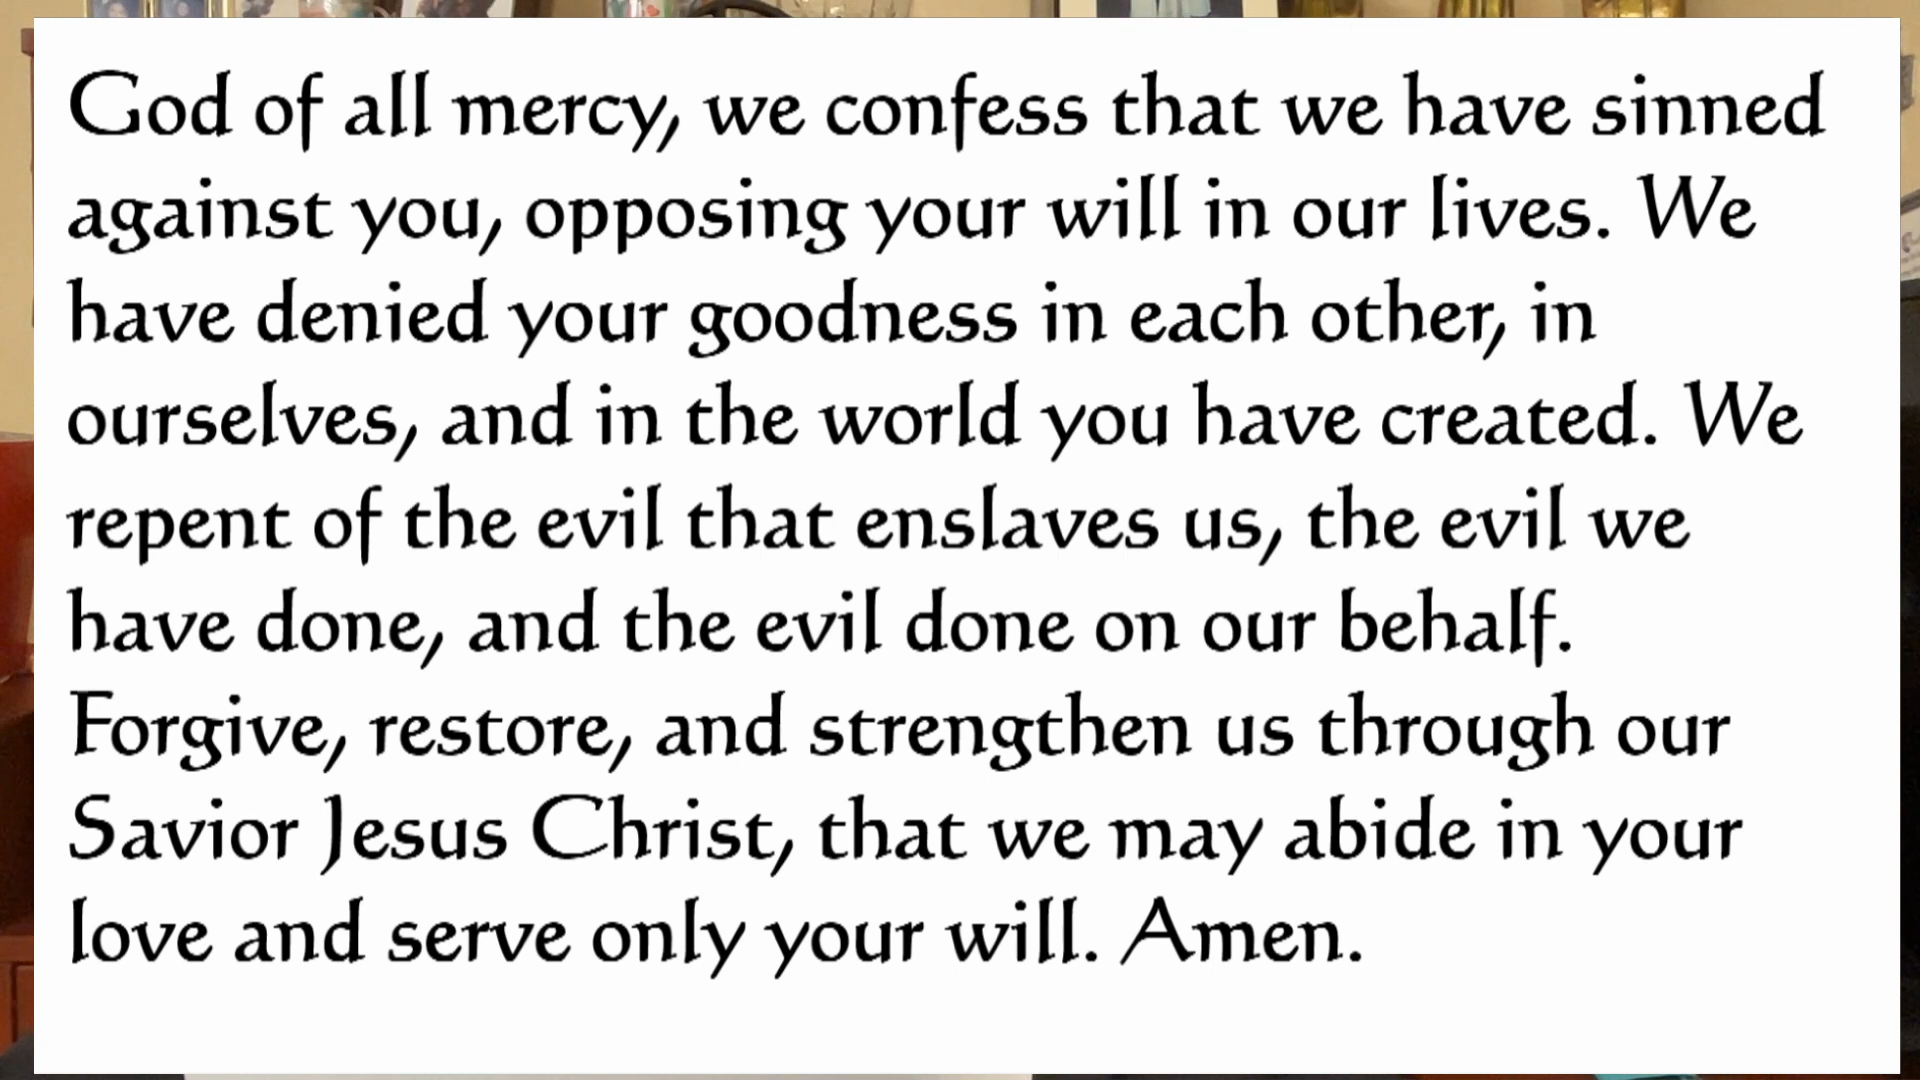 God of all mercy, we confess that we have sinned
against you, opposing your will in our lives. We
have denied your goodness in each other, in
ourselves, and in the world you have created. We
repent of the evil that enslaves us, the evil we
have done, and the evil done on our behalf.
Forgive, restore, and strengthen us through our
Savior Jesus Christ, that we may abide in your
love and serve only your will. Amen.